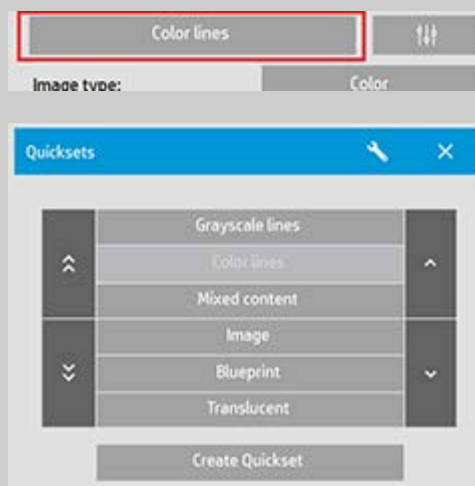 Color lines
Image type: Color
Quicksets
Grayscale lines
Color lines
Mixed content
Image
Blueprint
Translucent
Create Quickset